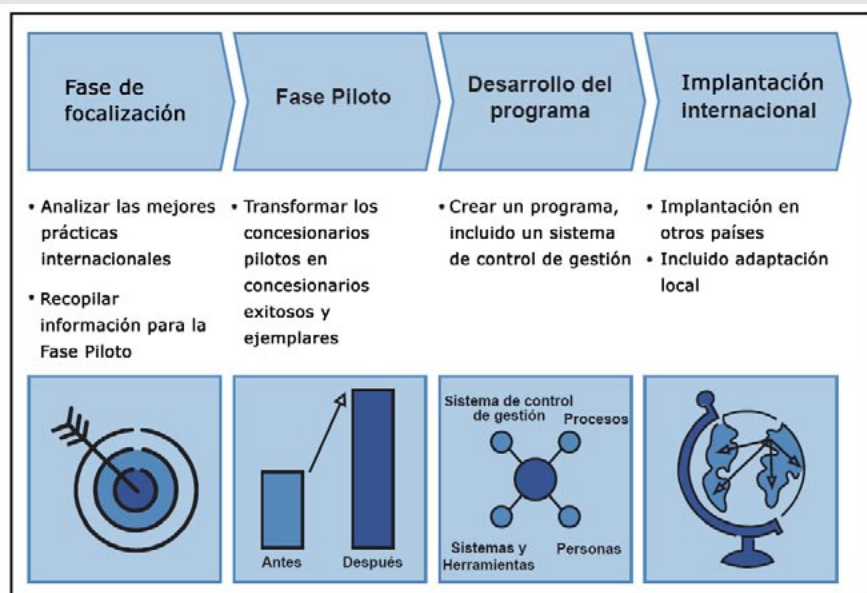 Fase de
focalización
Fase Piloto
Desarrollo del
programa
Implantación
internacional
• Analizar las mejores
prácticas
internacionales
• Recopilar
información para la
Fase Piloto
• Transformar los
concesionarios
pilotos en
concesionarios
exitosos y
ejemplares
• Crear un programa,
incluido un sistema
de control de gestión
• Implantación en
otros países
• Incluido adaptación
local
Antes
Después
Sistema de control
de gestión
Procesos
Sistemas y
Herramientas
Personas